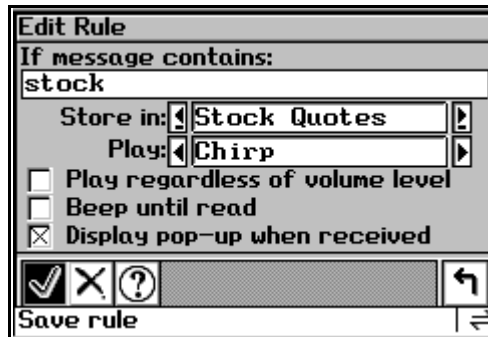 Edit Rule
If message contains:
stock
Store in: Stock Quotes
Play: Chirp
Play regardless of volume level
Beep until read
Display pop-up when received
Save rule